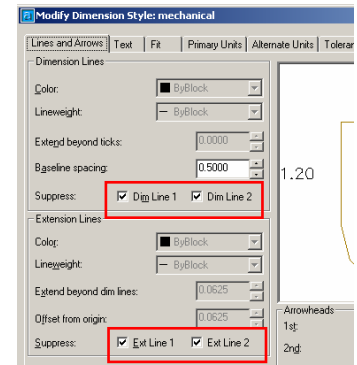 Modify Dimension Style: mechanical
Lines and Arrows Text Fit Primary Units Alternate Units
Dimension Lines
Color: ByBlock
Lineweight: ByBlock
Extend beyond ticks: 0.0000
Baseline spacing: 0.5000
1.20
Suppress: Dim Line 1 Dim Line 2
Extension Lines
Color: ByBlock
Lineweight: ByBlock
Extend beyond dim lines: 0.0625
Offset from origin: 0.0625
Arrowheads
1st:
Suppress: Ext Line 1 Ext Line 2
2nd: